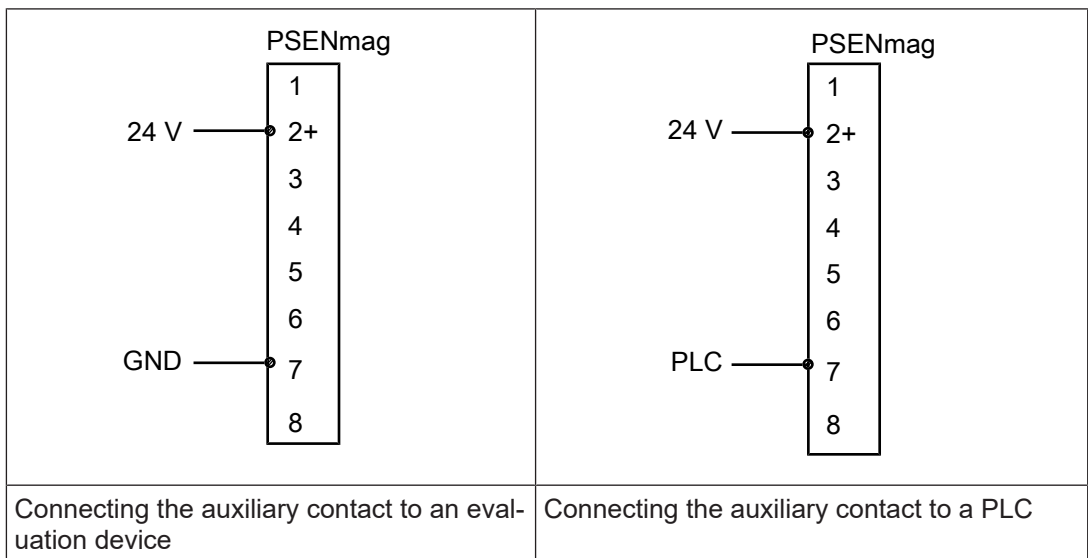 PSENmag
1
24 V 2+
3
4
5
6
GND 7
8
Connecting the auxiliary contact to an eval-
uation device
PSENmag
1
24 V 2+
3
4
5
6
PLC 7
8
Connecting the auxiliary contact to a PLC